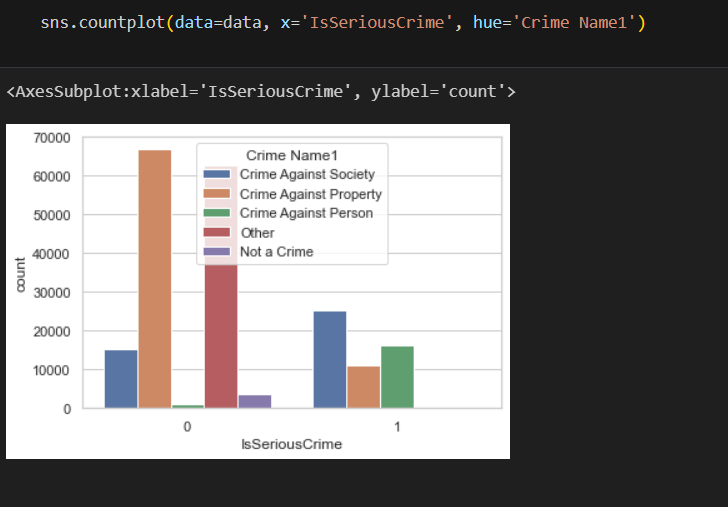 sns.countplot(data=data, x='IsSeriousCrime', hue='Crime Name1')
<AxesSubplot:xlabel='IsSeriousCrime', ylabel='count'>
70000
60000
50000
40000
30000
20000
10000
0
count
Crime Name1
Crime Against Society
Crime Against Property
Crime Against Person
Other
Not a Crime
0
1
IsSeriousCrime